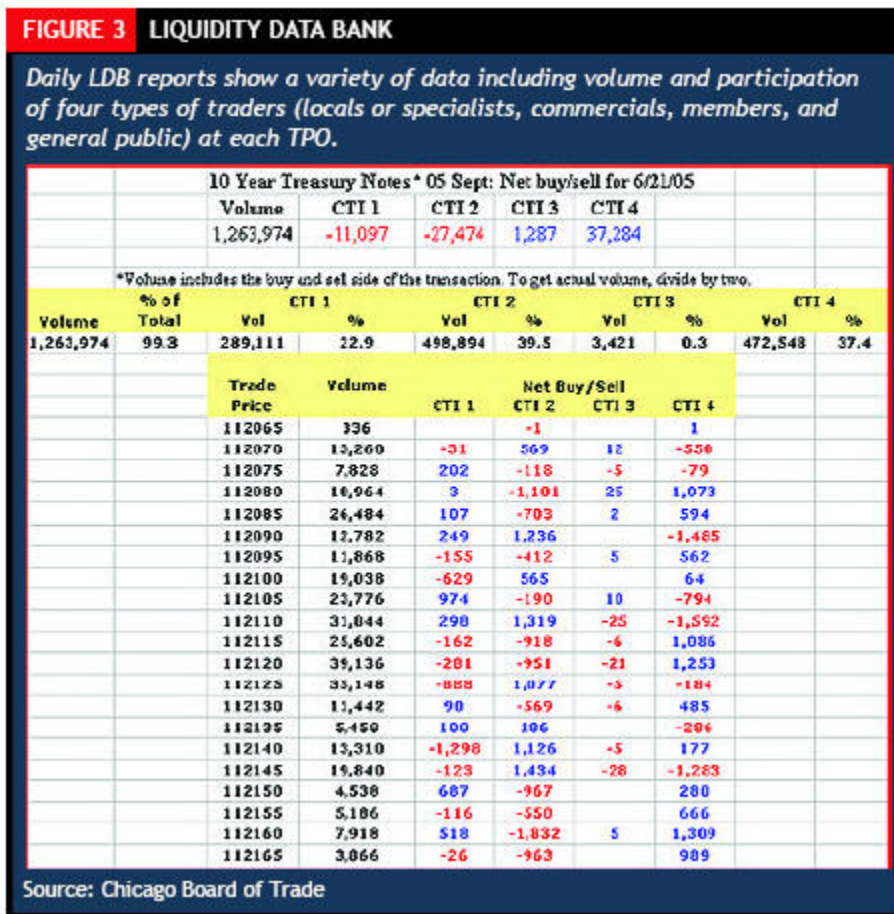 FIGURE 3 LIQUIDITY DATA BANK
Daily LDB reports show a variety of data including volume and participation
of four types of traders (locals or specialists, commercials, members, and
general public) at each TPO.
10 Year Treasury Notes * 05 Sept: Net buy/sell for 6/21/05
Volume CTI 1 CTI 2 CTI 3 CTI 4
1,263,974 -11,097 -27,474 1,287 37,284
*Volume includes the buy and sel side of the transaction. To get actual volume, divide by two.
% of CTI 1 CTI 2 CTI 3 CTI 4
Volume Total Vol % Vol % Vol % Vol %
1,263,974 99.3 289,111 22.9 498,894 39.5 3,421 0.3 472,548 37.4
Trade Volume Net Buy/Sell
Price CTI 1 CTI 2 CTI 3 CTI 4
112065 336 -1 1
112070 -31 569 12
112075 7,828 202 -118 -5 -79
112080 3 -1,101 25 1,073
112085 26,484 107 -703 2 594
112090 12,782 249 1,236 -1,485
112095 11,868 -155 -412 5 562
112100 19,038 -629 565 64
112105 23,776 974 -190 10 -794
112110 31,844 298 1,319 -25 -1,592
112115 25,602 -162 -918 -6 1,086
112120 39,136 -281 -951 -21 1,253
112125 -888 1,077 -184
112130 11,442 90 -569 -6 485
112135 100
112140 13,310 -1,298 1,126 -5 177
112145 19,840 -123 1,434 -28 -1,283
112150 4,538 687 -967 280
112155 5,186 -116 -550 666
112160 7,918 518 -1,832 5 1,309
112165 3,866 -26 -963 989
Source: Chicago Board of Trade